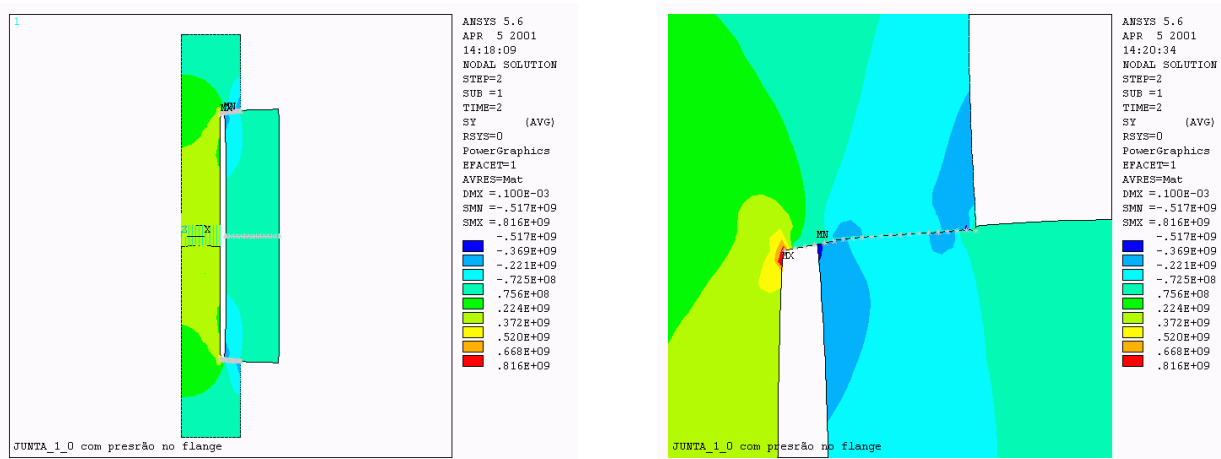 1
ANSYS 5.6
APR 5 2001
14:18:09
NODAL SOLUTION
STEP=2
SUB =1
TIME=2
SY (AVG)
RSYS=0
PowerGraphics
EFACET=1
AVRES=Mat
DMX =.100E-03
SMN =-.517E+09
SMX =.816E+09
-.517E+09
-.369E+09
-.221E+09
-.725E+08
.756E+08
.224E+09
.372E+09
.520E+09
.668E+09
.816E+09
MX
MN
Z X
JUNTA_1_0 com presrão no flange
ANSYS 5.6
APR 5 2001
14:20:34
NODAL SOLUTION
STEP=2
SUB =1
TIME=2
SY (AVG)
RSYS=0
PowerGraphics
EFACET=1
AVRES=Mat
DMX =.100E-03
SMN =-.517E+09
SMX =.816E+09
-.517E+09
-.369E+09
-.221E+09
-.725E+08
.756E+08
.224E+09
.372E+09
.520E+09
.668E+09
.816E+09
MN
MX
JUNTA_1_0 com presrão no flange